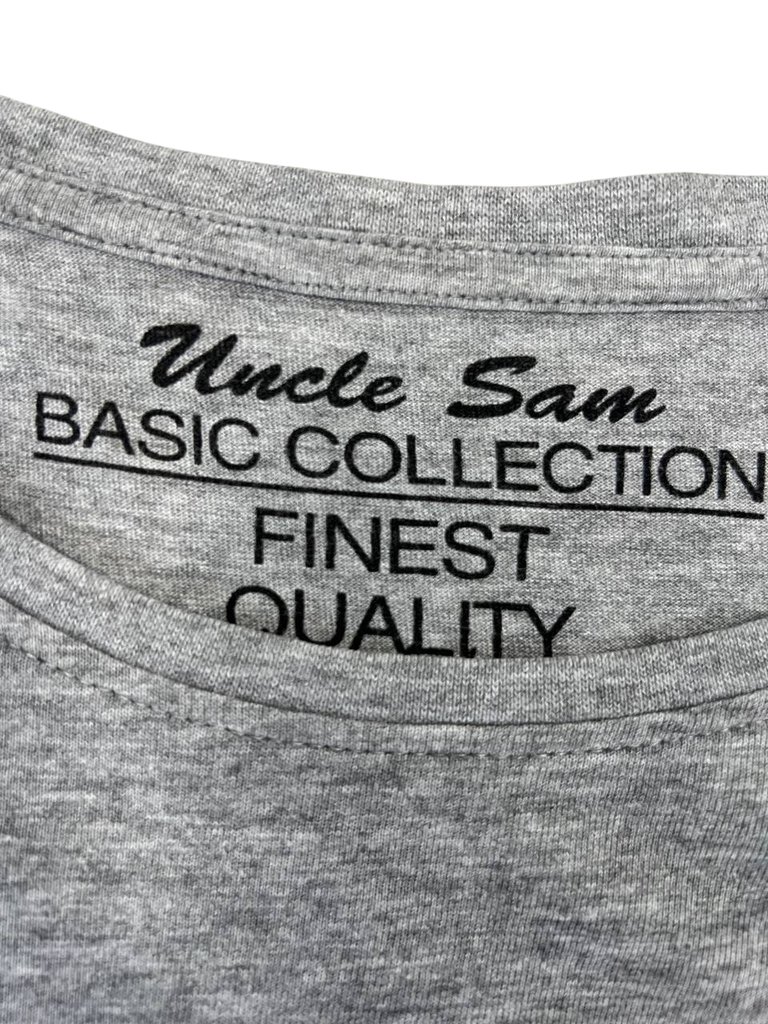 Uncle Sam
BASIC COLLECTION
FINEST
QUALITY